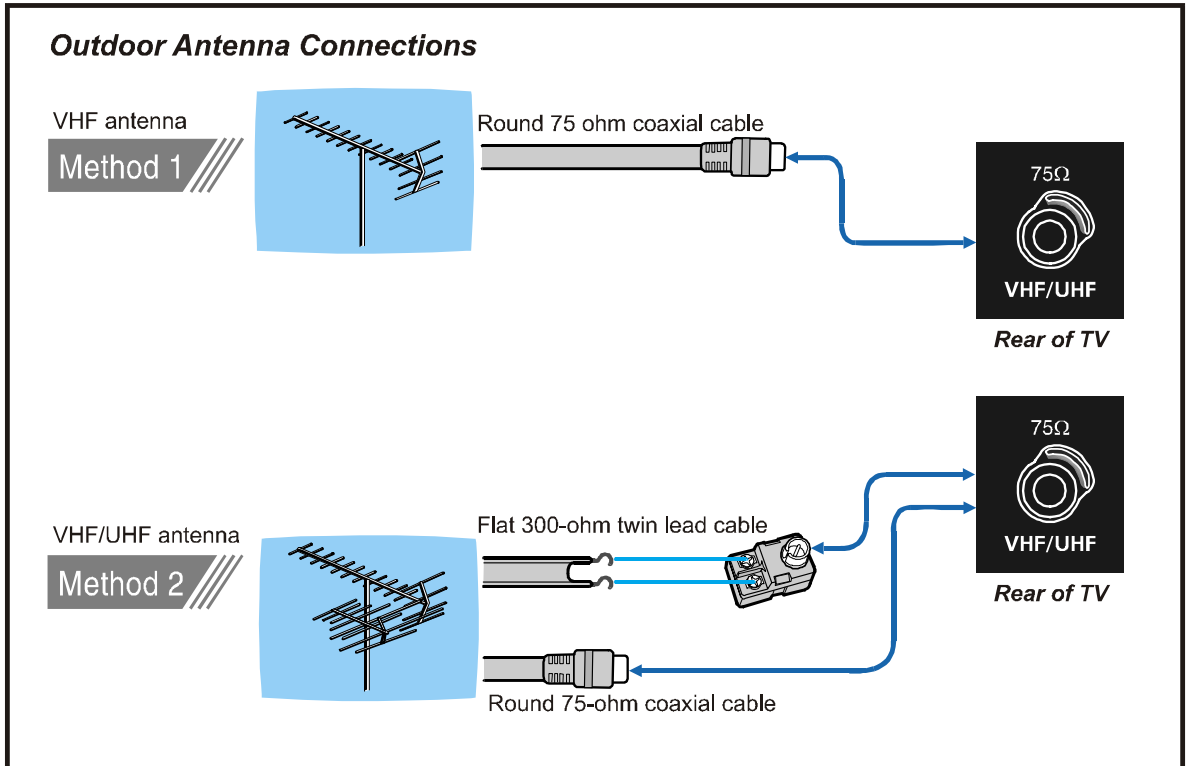 Outdoor Antenna Connections
VHF antenna
Method 1
Round 75 ohm coaxial cable
75Ω
VHF/UHF
Rear of TV
VHF/UHF antenna
Method 2
Flat 300-ohm twin lead cable
Round 75-ohm coaxial cable
75Ω
VHF/UHF
Rear of TV